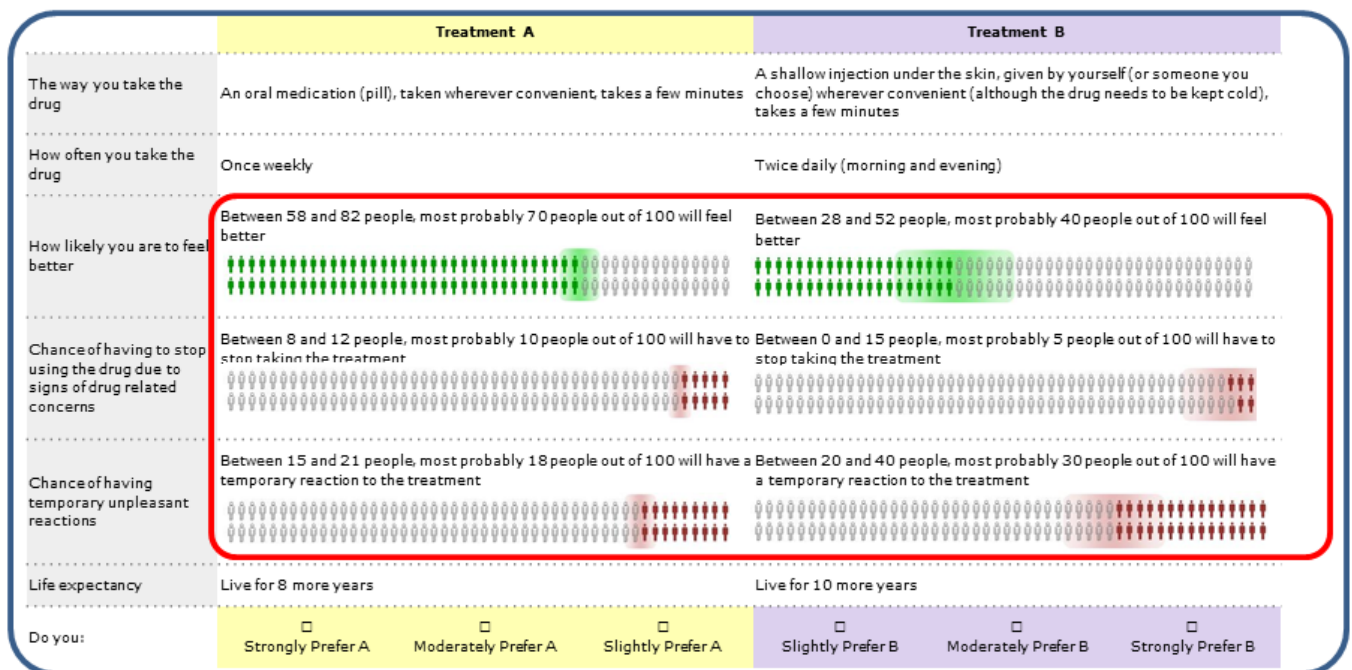 Treatment A
Treatment B
The way you take the
drug
An oral medication (pill), taken wherever convenient, takes a few minutes
A shallow injection under the skin, given by yourself (or someone you
choose) wherever convenient (although the drug needs to be kept cold),
takes a few minutes
How often you take the
drug
Once weekly
Twice daily (morning and evening)
How likely you are to feel
better
Between 58 and 82 people, most probably 70 people out of 100 will feel
better
Between 28 and 52 people, most probably 40 people out of 100 will feel
better
Chance of having to stop
using the drug due to
signs of drug related
concerns
Between 8 and 12 people, most probably 10 people out of 100 will have to
stop taking the treatment
Between 0 and 15 people, most probably 5 people out of 100 will have to
stop taking the treatment
Chance of having
temporary unpleasant
reactions
Between 15 and 21 people, most probably 18 people out of 100 will have a
temporary reaction to the treatment
Between 20 and 40 people, most probably 30 people out of 100 will have
a temporary reaction to the treatment
Life expectancy
Live for 8 more years
Live for 10 more years
Do you:
Strongly Prefer A
Moderately Prefer A
Slightly Prefer A
Slightly Prefer B
Moderately Prefer B
Strongly Prefer B